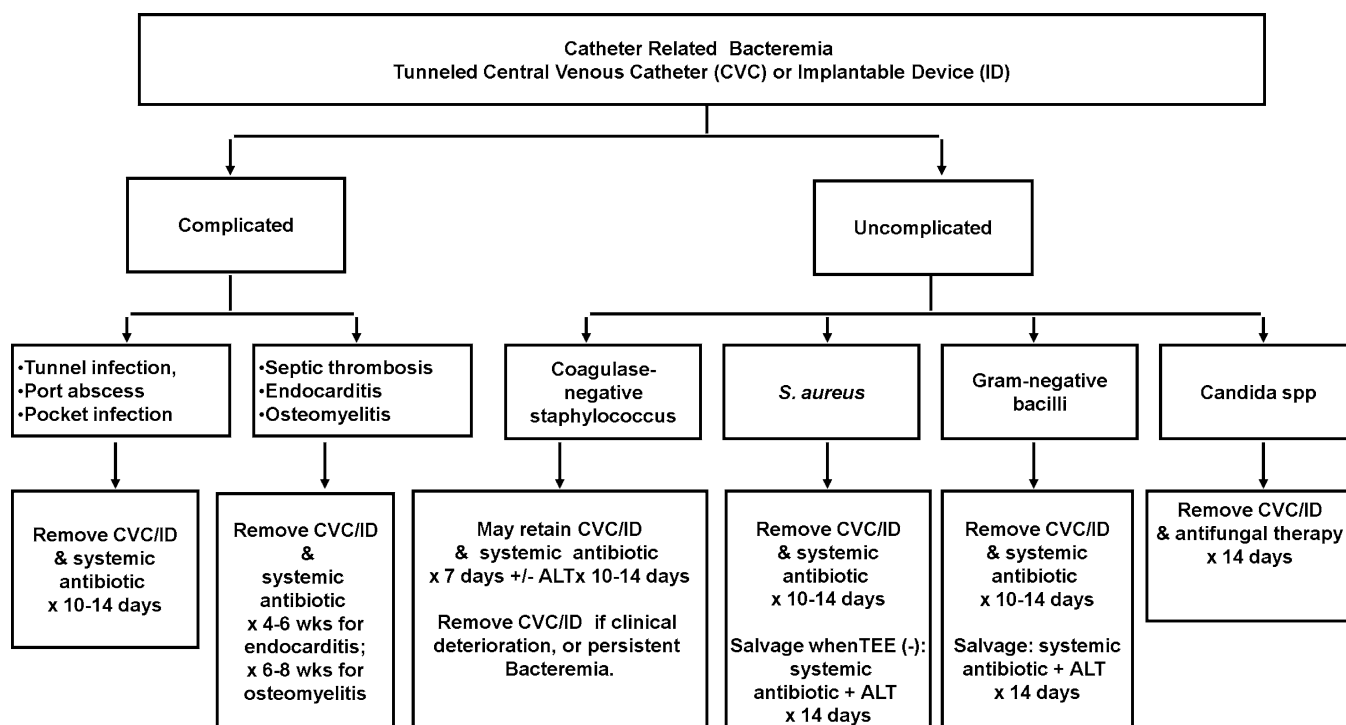 Catheter Related Bacteremia
Tunneled Central Venous Catheter (CVC) or Implantable Device (ID)
Complicated
Uncomplicated
•Tunnel infection,
•Port abscess
•Pocket infection
•Septic thrombosis
•Endocarditis
•Osteomyelitis
Coagulase-
negative
staphylococcus
S. aureus
Gram-negative
bacilli
Candida spp
Remove CVC/ID
& systemic
antibiotic
x 10-14 days
Remove CVC/ID
&
systemic
antibiotic
x 4-6 wks for
endocarditis;
x 6-8 wks for
osteomyelitis
May retain CVC/ID
& systemic antibiotic
x 7 days +/- ALTx 10-14 days
Remove CVC/ID if clinical
deterioration, or persistent
Bacteremia.
Remove CVC/ID
& systemic
antibiotic
x 10-14 days
Salvage whenTEE (-):
systemic
antibiotic + ALT
x 14 days
Remove CVC/ID
& systemic
antibiotic
x 10-14 days
Salvage: systemic
antibiotic + ALT
x 14 days
Remove CVC/ID
& antifungal therapy
x 14 days